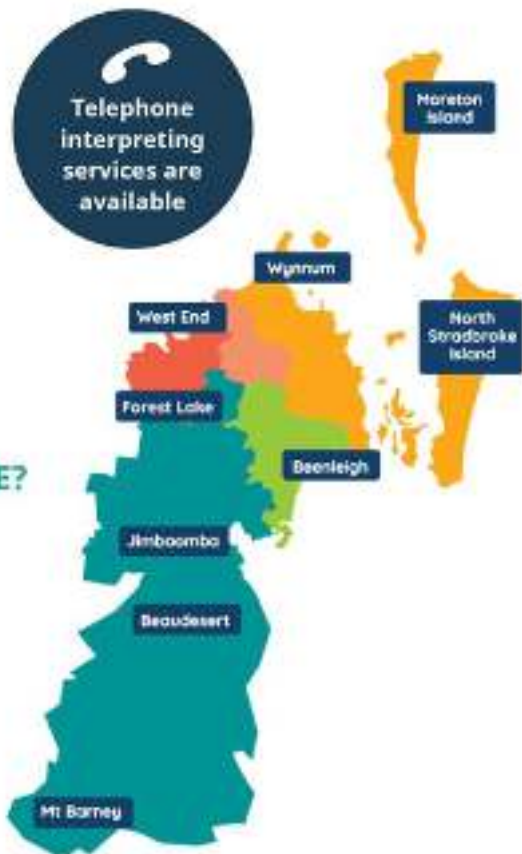 Telephone
interpreting
services are
available
Moreton
Island
Wynnum
West End
North
Stradbroke
Island
Forest Lake
Beenleigh
E?
Jimboomba
Beaudesert
Mt Barney